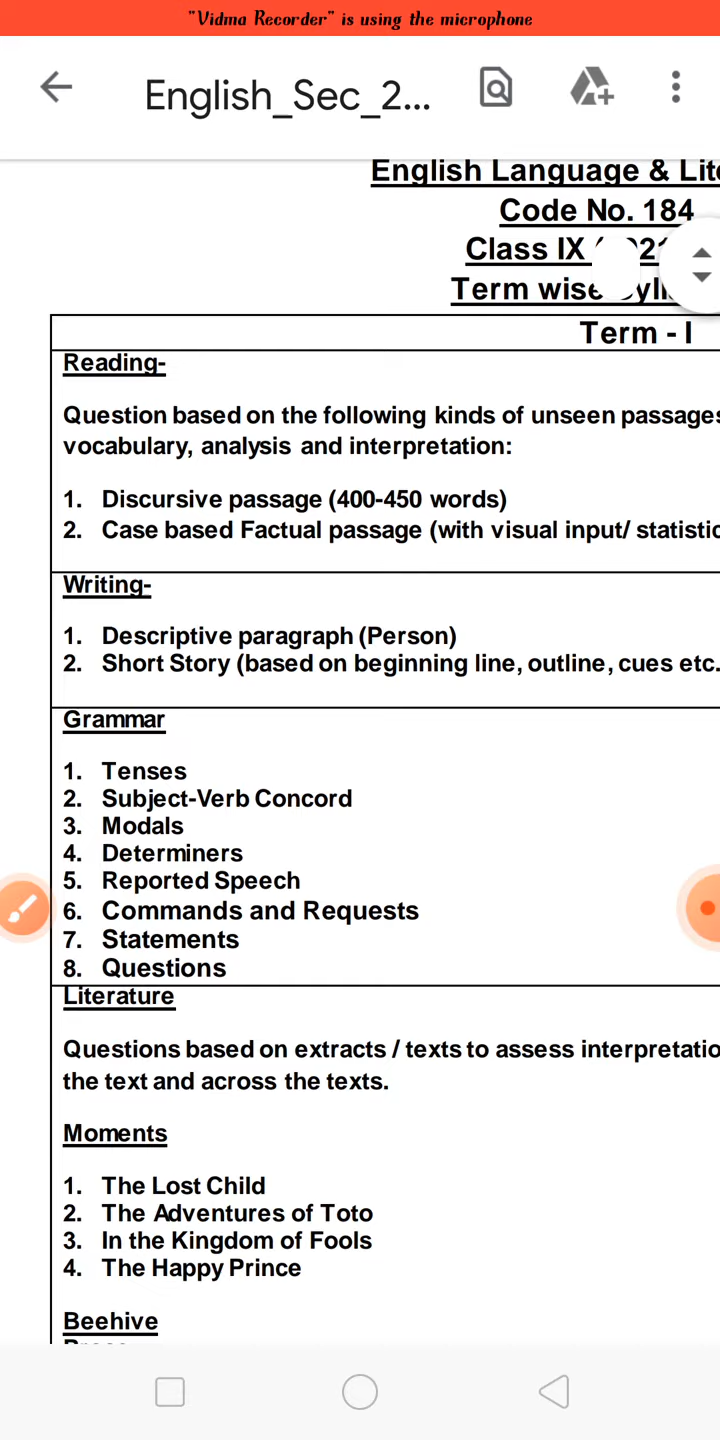 "Vidma Recorder" is using the microphone
English_Sec_2...
English Language &
Code No. 184
Class IX
Term wise
Term - I
Reading-
Question based on the following kinds of unseen passages
vocabulary, analysis and interpretation:
1. Discursive passage (400-450 words)
2. Case based Factual passage (with visual input/
Writing-
1. Descriptive paragraph (Person)
2. Short Story (based on beginning line, outline, cues etc.
Grammar
1. Tenses
2. Subject-Verb Concord
3. Modals
4. Determiners
5. Reported Speech
6. Commands and Requests
7. Statements
8. Questions
Literature
Questions based on extracts / texts to assess
the text and across the texts.
Moments
1. The Lost Child
2. The Adventures of Toto
3. In the Kingdom of Fools
4. The Happy Prince
Beehive